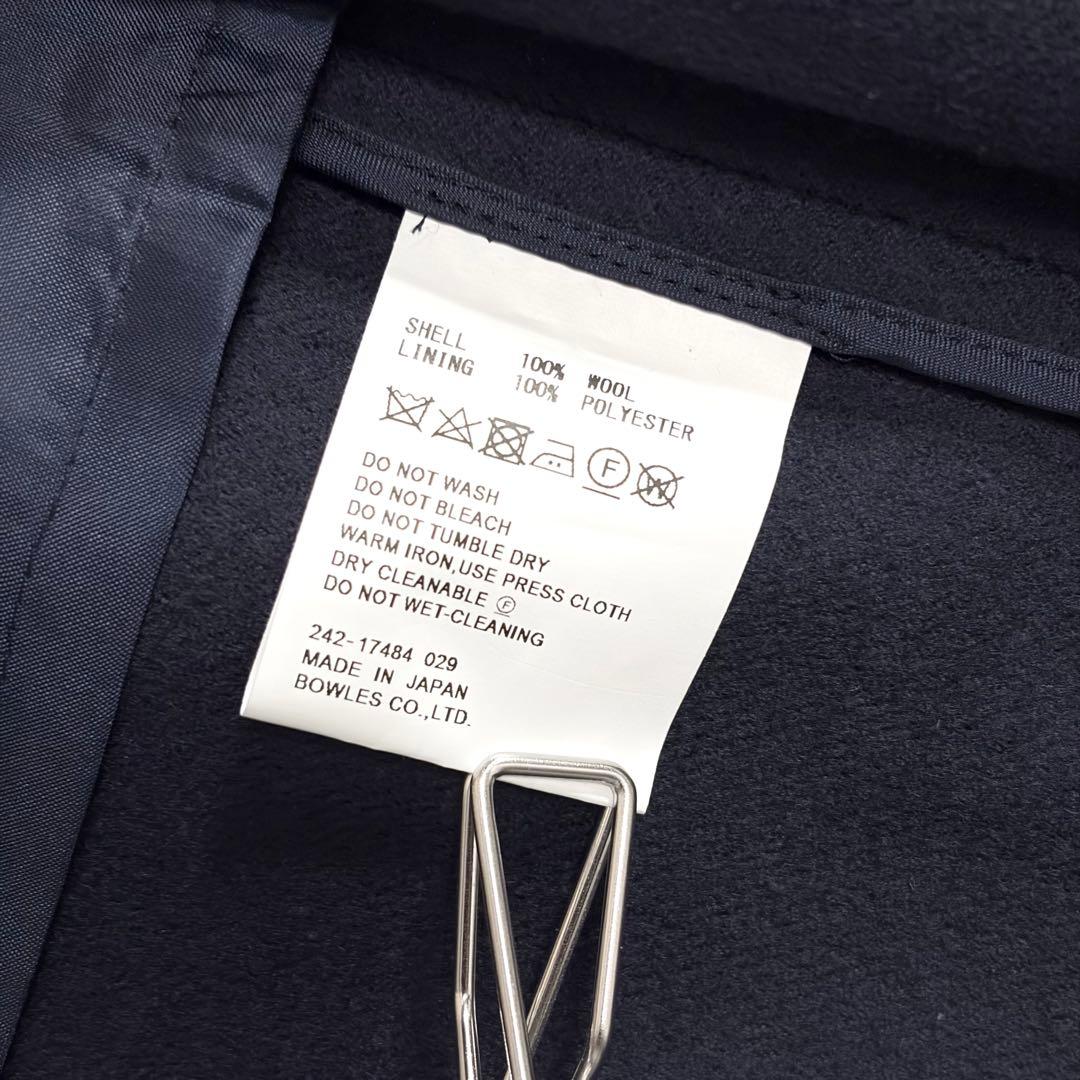 SHELL 100% WOOL
LINING 100% POLYESTER
F W
DO NOT WASH
DO NOT BLEACH
DO NOT TUMBLE DRY
WARM IRON,USE PRESS CLOTH
DRY CLEANABLE Ⓕ
DO NOT WET-CLEANING
242-17484 029
MADE IN JAPAN
BOWLES CO.,LTD.